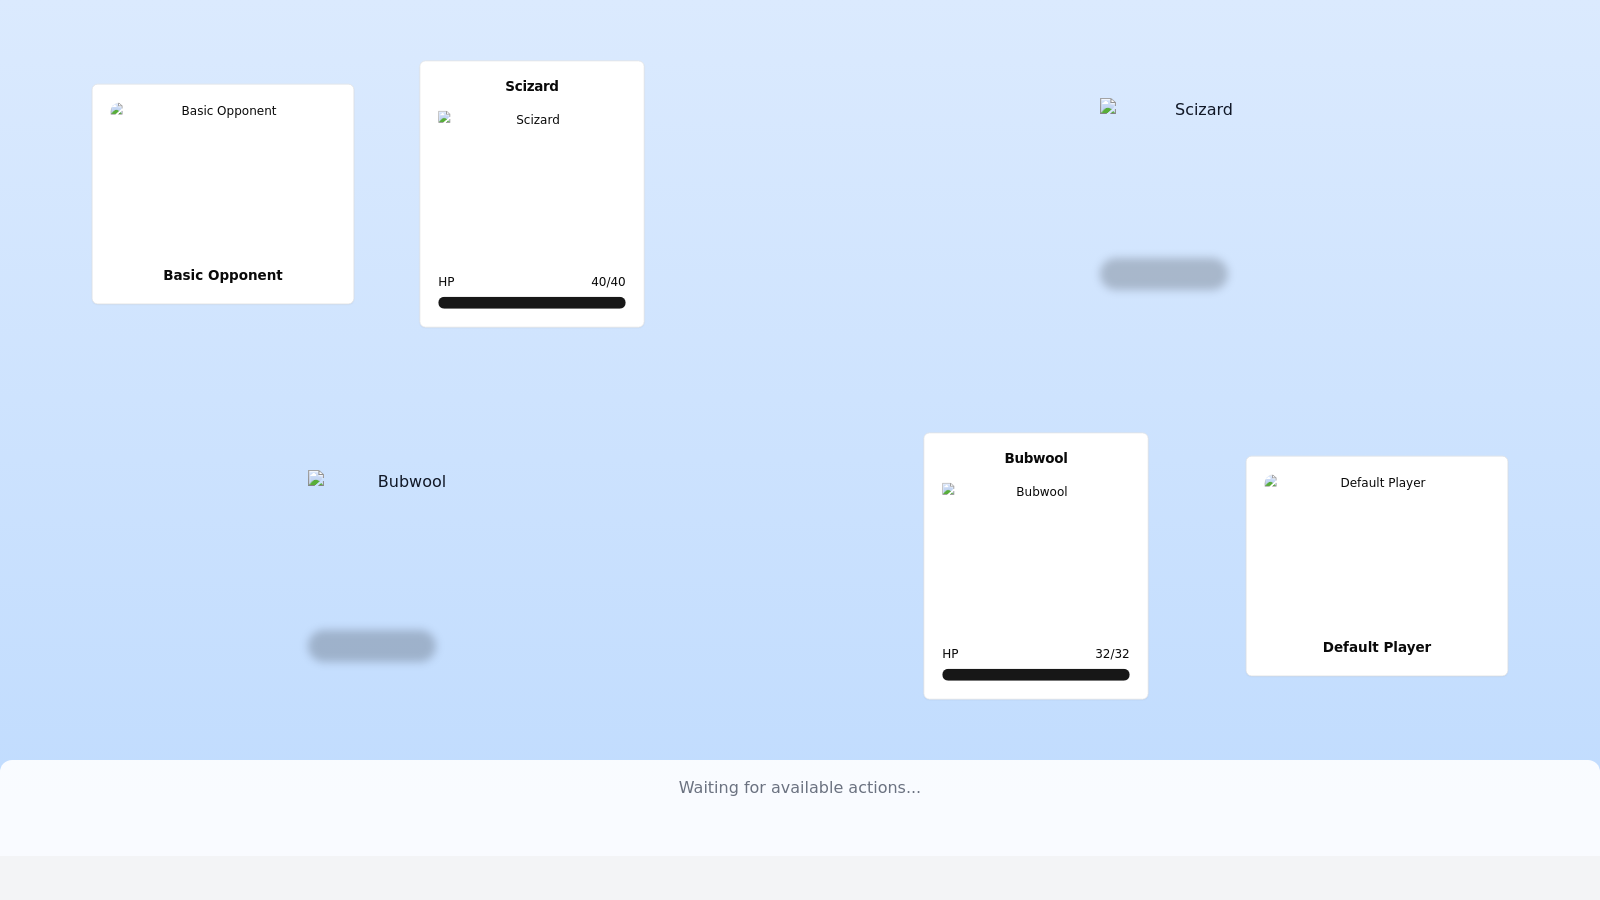 Basic Opponent
Basic Opponent
Scizard
Scizard
HP 40/40
Scizard
Bubwool
Bubwool
Bubwool
HP 32/32
Default Player
Default Player
Waiting for available actions...